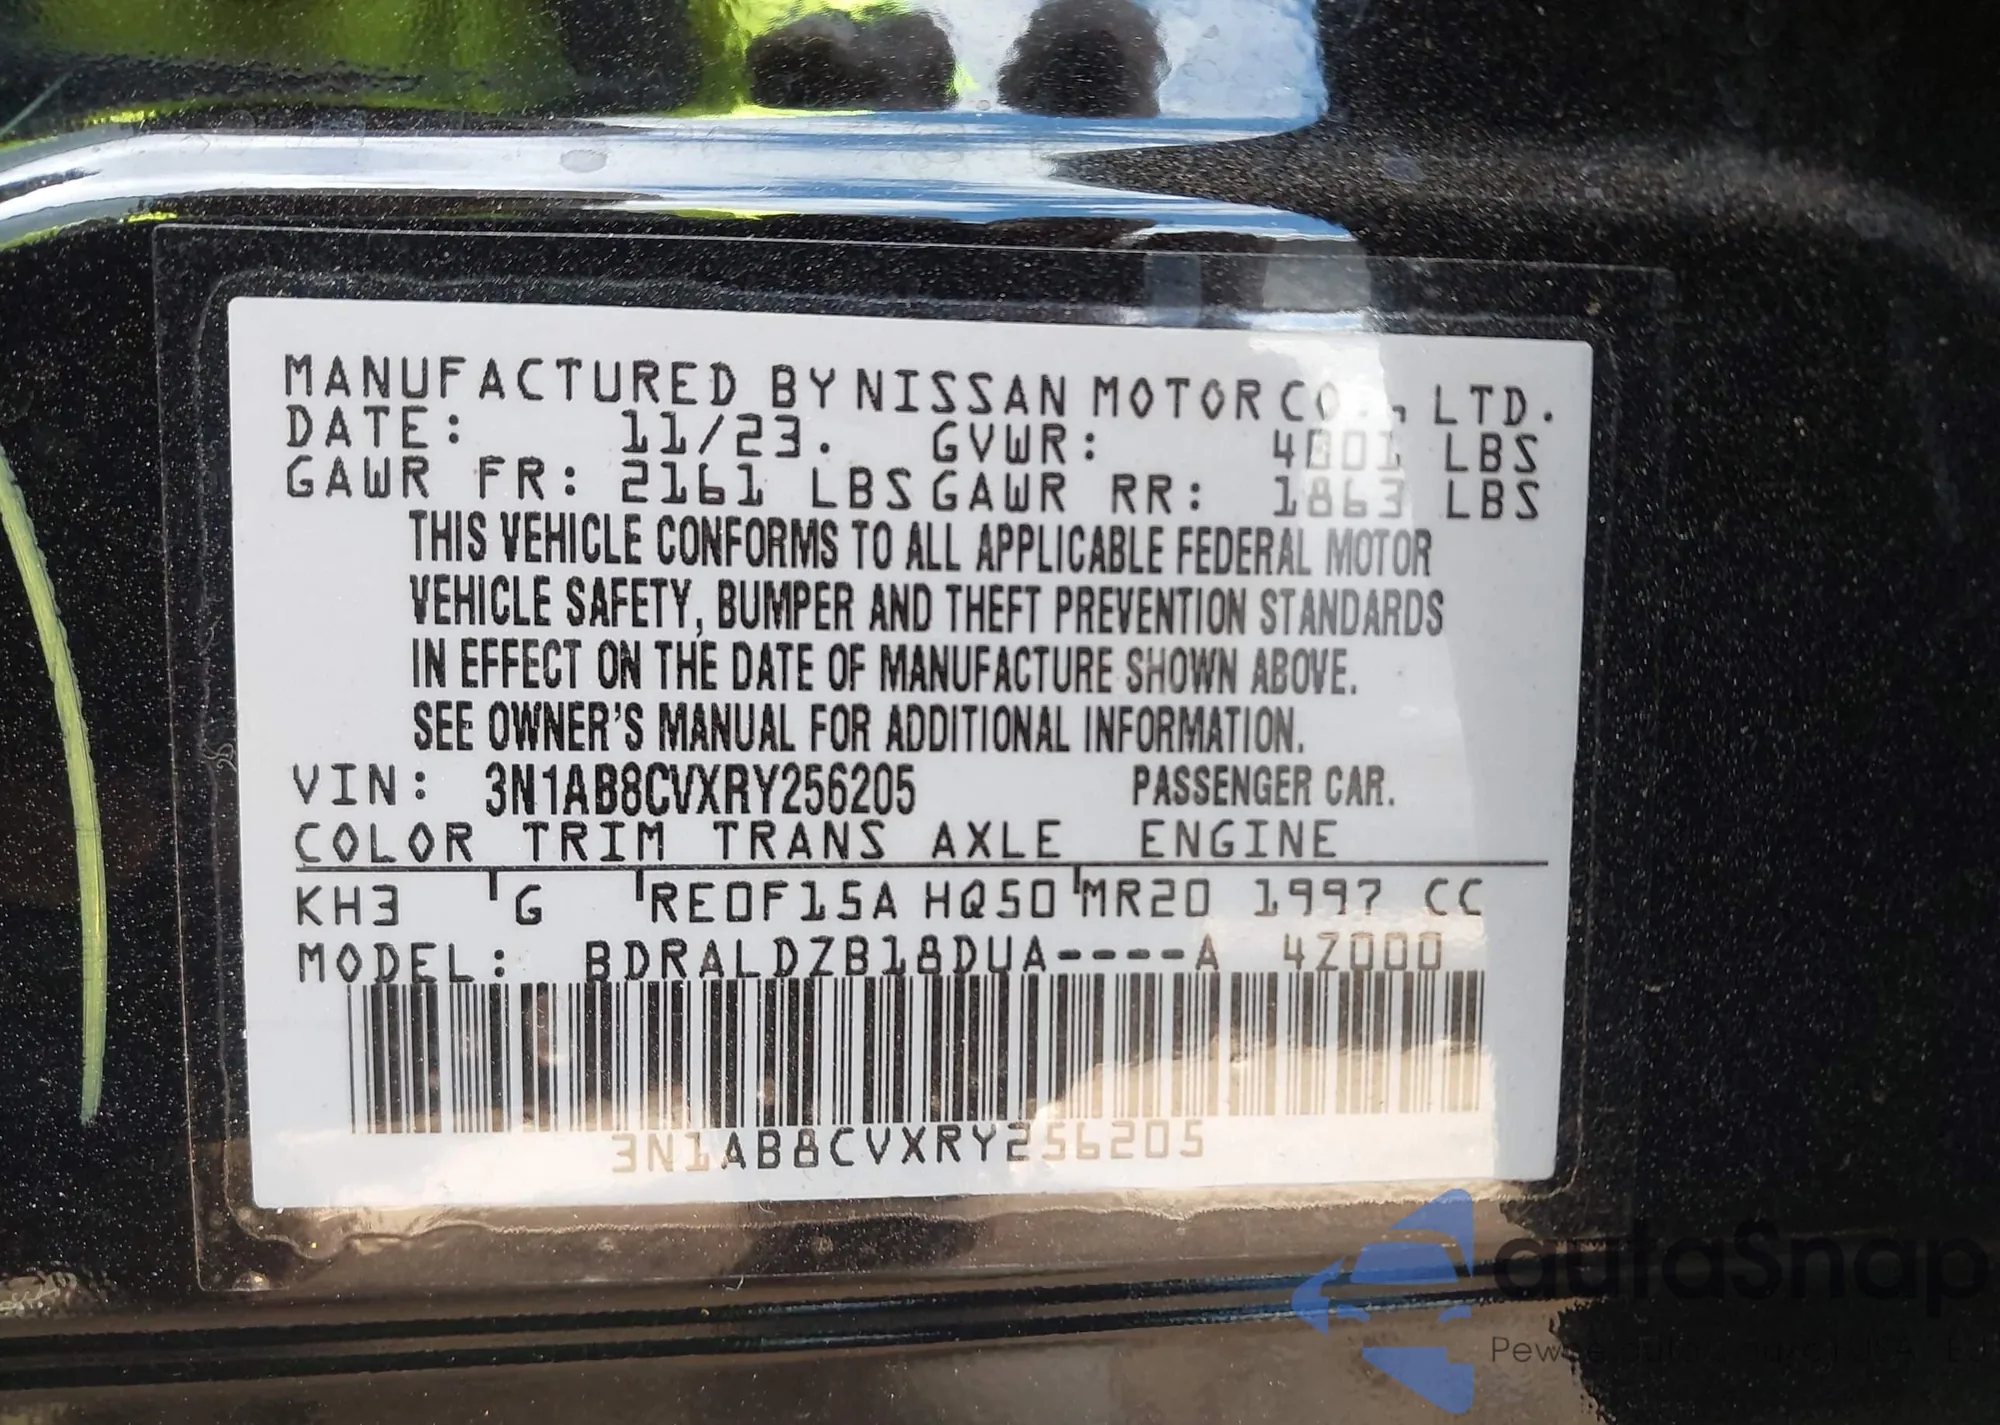 MANUFACTURED BY NISSAN MOTOR CO., LTD.
DATE: 11/23. GVWR: 4001 LBS
GAWR FR: 2161 LBS GAWR RR: 1863 LBS
THIS VEHICLE CONFORMS TO ALL APPLICABLE FEDERAL MOTOR
VEHICLE SAFETY, BUMPER AND THEFT PREVENTION STANDARDS
IN EFFECT ON THE DATE OF MANUFACTURE SHOWN ABOVE.
SEE OWNER'S MANUAL FOR ADDITIONAL INFORMATION.
VIN: 3N1AB8CVXRY256205 PASSENGER CAR.
COLOR TRIM TRANS AXLE ENGINE
KH3 G RE0F15A HQ50 MR20 1997 CC
MODEL: BDRALDZB18DUA----A 4Z000
3N1AB8CVXRY256205
autaSnap